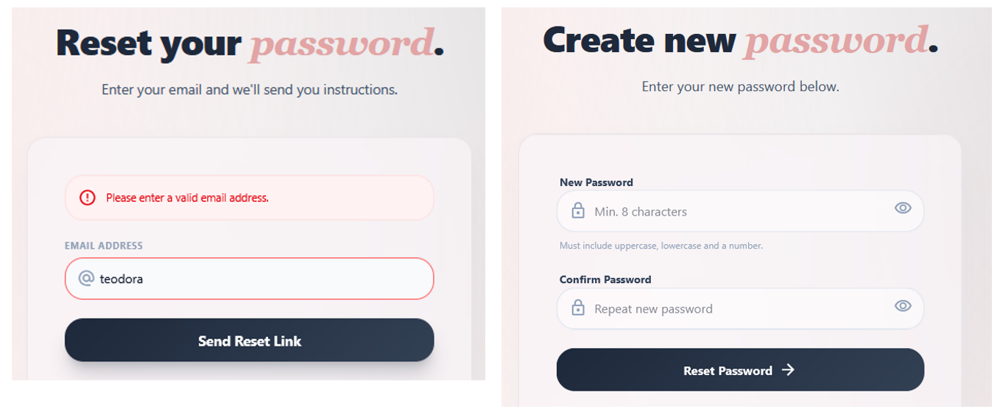 Reset your password.
Enter your email and we'll send you instructions.
Please enter a valid email address.
EMAIL ADDRESS
@ teodora
Send Reset Link
Create new password.
Enter your new password below.
New Password
Min. 8 characters
Must include uppercase, lowercase and a number.
Confirm Password
Repeat new password
Reset Password →